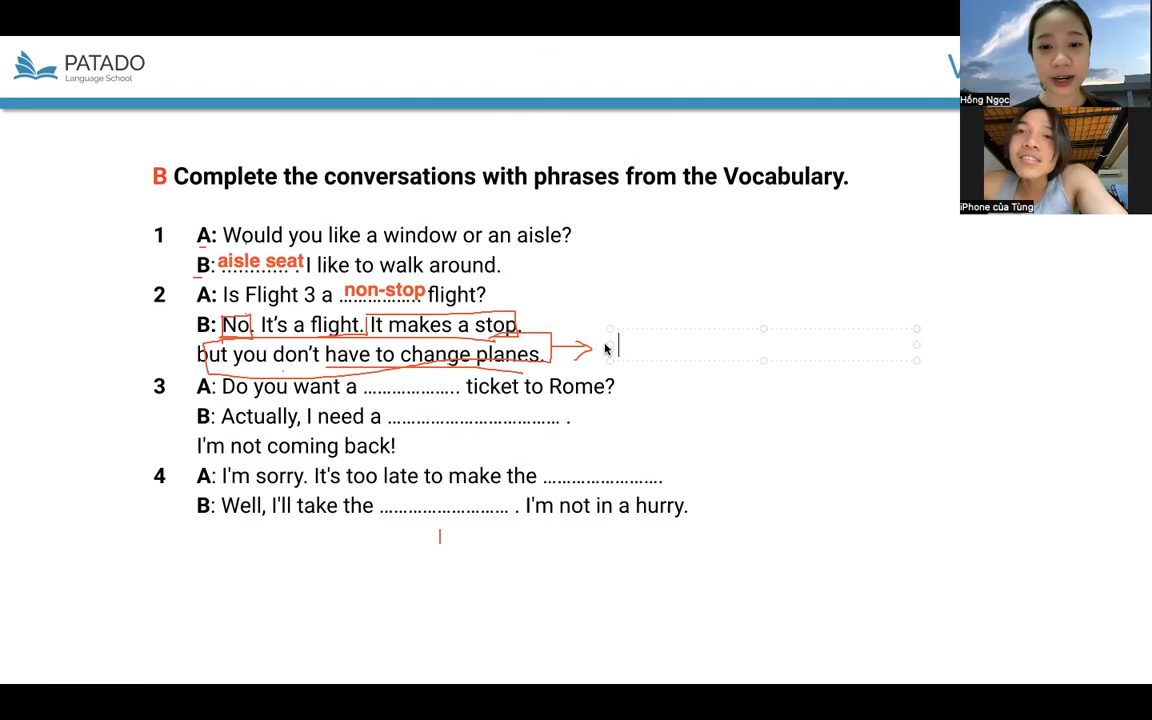 PATADO
Language School
V
Hồng Ngọc
iPhone của Tùng
B Complete the conversations with phrases from the Vocabulary.
1 A: Would you like a window or an aisle?
B: aisle seat. I like to walk around.
2 A: Is Flight 3 a non-stop flight?
B: No. It's a flight. It makes a stop.
but you don't have to change planes.
3 A: Do you want a ................... ticket to Rome?
B: Actually, I need a ................................... .
I'm not coming back!
4 A: I'm sorry. It's too late to make the ........................
B: Well, I'll take the .......................... . I'm not in a hurry.